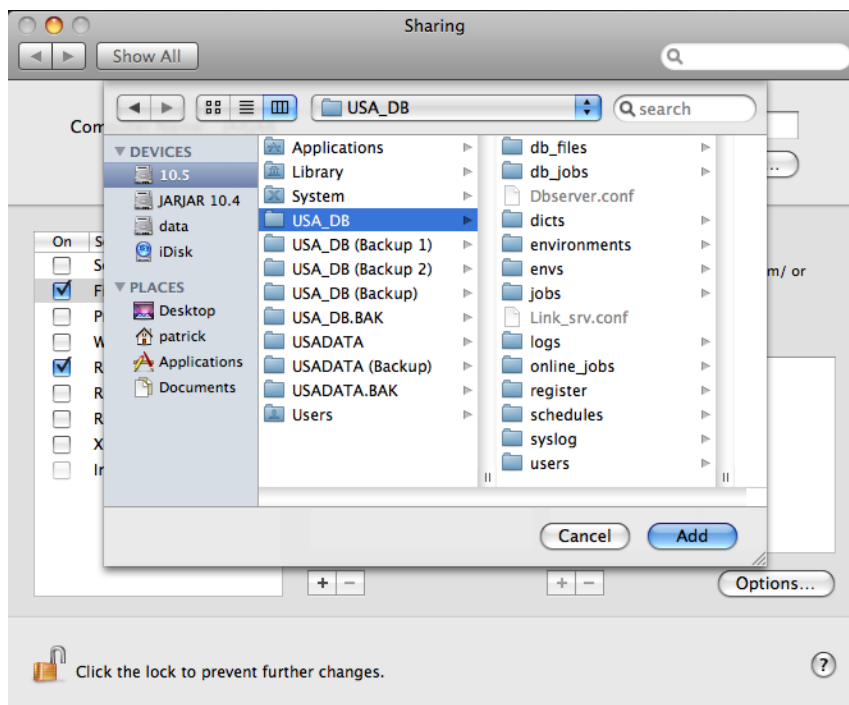 Sharing
Show All
USA_DB
search
Com
DEVICES
10.5
JARJAR 10.4
data
iDisk
PLACES
Desktop
patrick
Applications
Documents
Applications
Library
System
USA_DB
USA_DB (Backup 1)
USA_DB (Backup 2)
USA_DB (Backup)
USA_DB.BAK
USADATA
USADATA (Backup)
USADATA.BAK
Users
db_files
db_jobs
Dbserver.conf
dicts
environments
envs
jobs
Link_srv.conf
logs
online_jobs
register
schedules
syslog
users
On
S
S
F
P
W
R
R
R
X
Ir
...
m/ or
Cancel
Add
+ −
+ −
Options...
Click the lock to prevent further changes.
?